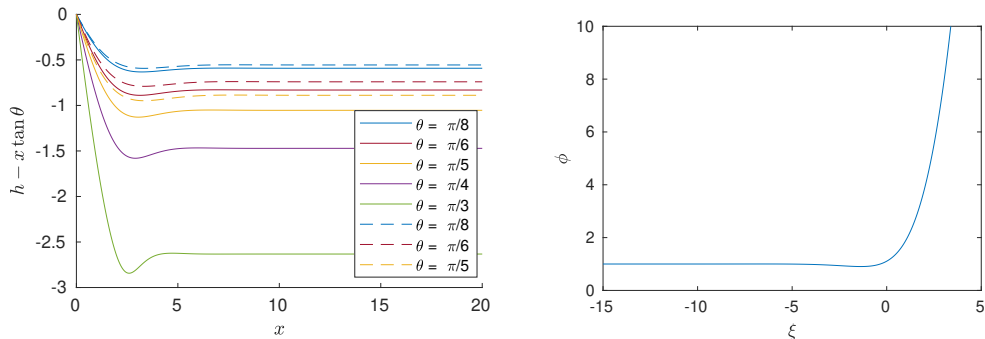 0
-0.5
-1
-1.5
-2
-2.5
-3
h − x tan θ
0 5 10 15 20
x
θ = π/8
θ = π/6
θ = π/5
θ = π/4
θ = π/3
θ = π/8
θ = π/6
θ = π/5
10
8
6
4
2
0
ϕ
-15 -10 -5 0 5
ξ